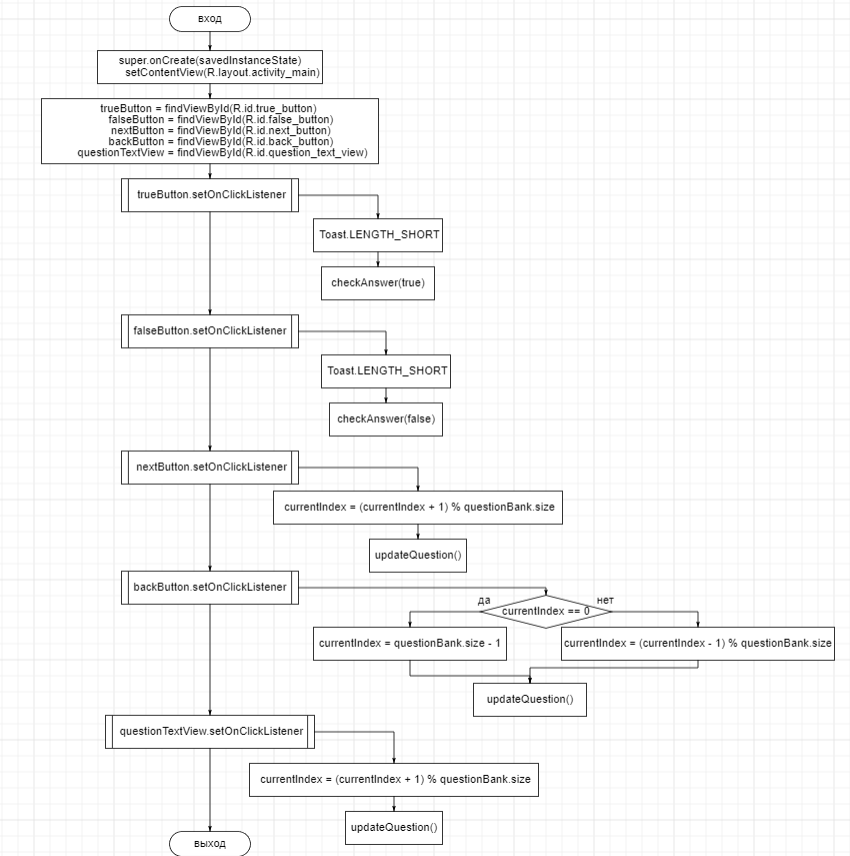 вход
super.onCreate(savedInstanceState)
setContentView(R.layout.activity_main)
trueButton = findViewById(R.id.true_button)
falseButton = findViewById(R.id.false_button)
nextButton = findViewById(R.id.next_button)
backButton = findViewById(R.id.back_button)
questionTextView = findViewById(R.id.question_text_view)
trueButton.setOnClickListener
Toast.LENGTH_SHORT
checkAnswer(true)
falseButton.setOnClickListener
Toast.LENGTH_SHORT
checkAnswer(false)
nextButton.setOnClickListener
currentIndex = (currentIndex + 1) % questionBank.size
updateQuestion()
backButton.setOnClickListener
да
currentIndex == 0
нет
currentIndex = questionBank.size - 1
currentIndex = (currentIndex - 1) % questionBank.size
updateQuestion()
questionTextView.setOnClickListener
currentIndex = (currentIndex + 1) % questionBank.size
updateQuestion()
выход